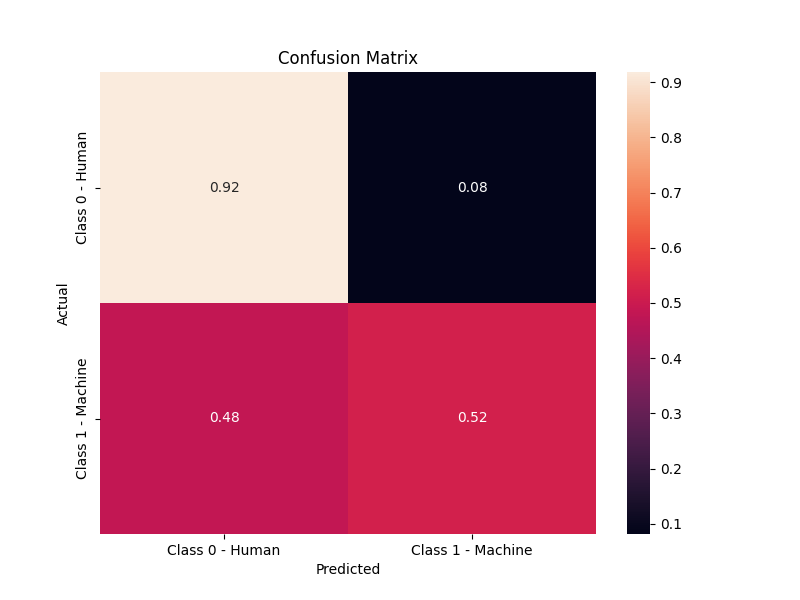 Confusion Matrix
Actual
Class 0 - Human
Class 1 - Machine
0.92
0.08
0.48
0.52
Class 0 - Human
Class 1 - Machine
Predicted
0.9
0.8
0.7
0.6
0.5
0.4
0.3
0.2
0.1